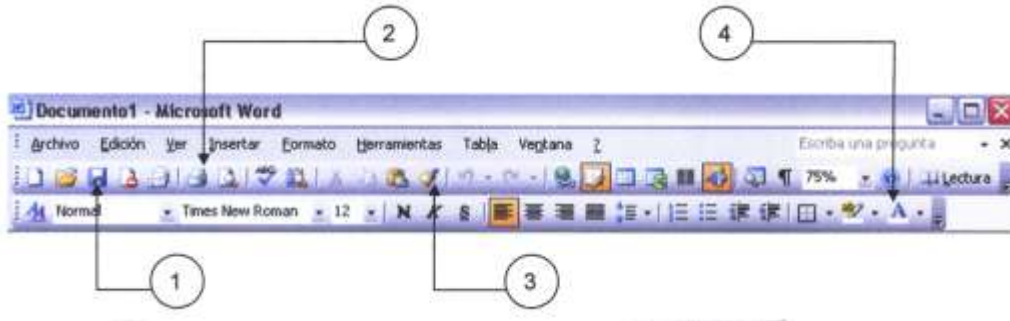 2
4
Documento1 - Microsoft Word
Archivo Edición Ver Insertar Formato Herramientas Tabla Ventana ?
Escriba una pregunta
75%
Lectura
Normal
Times New Roman
12
N K S
A
1
3